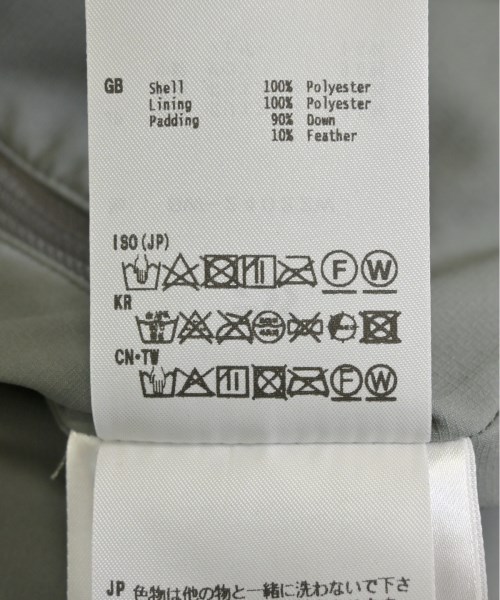 GB Shell 100% Polyester
Lining 100% Polyester
Padding 90% Down
10% Feather
ISO(JP)
F W
KR
CN·TW
F W
JP 色物は他の物と一緒に洗わないで下さ